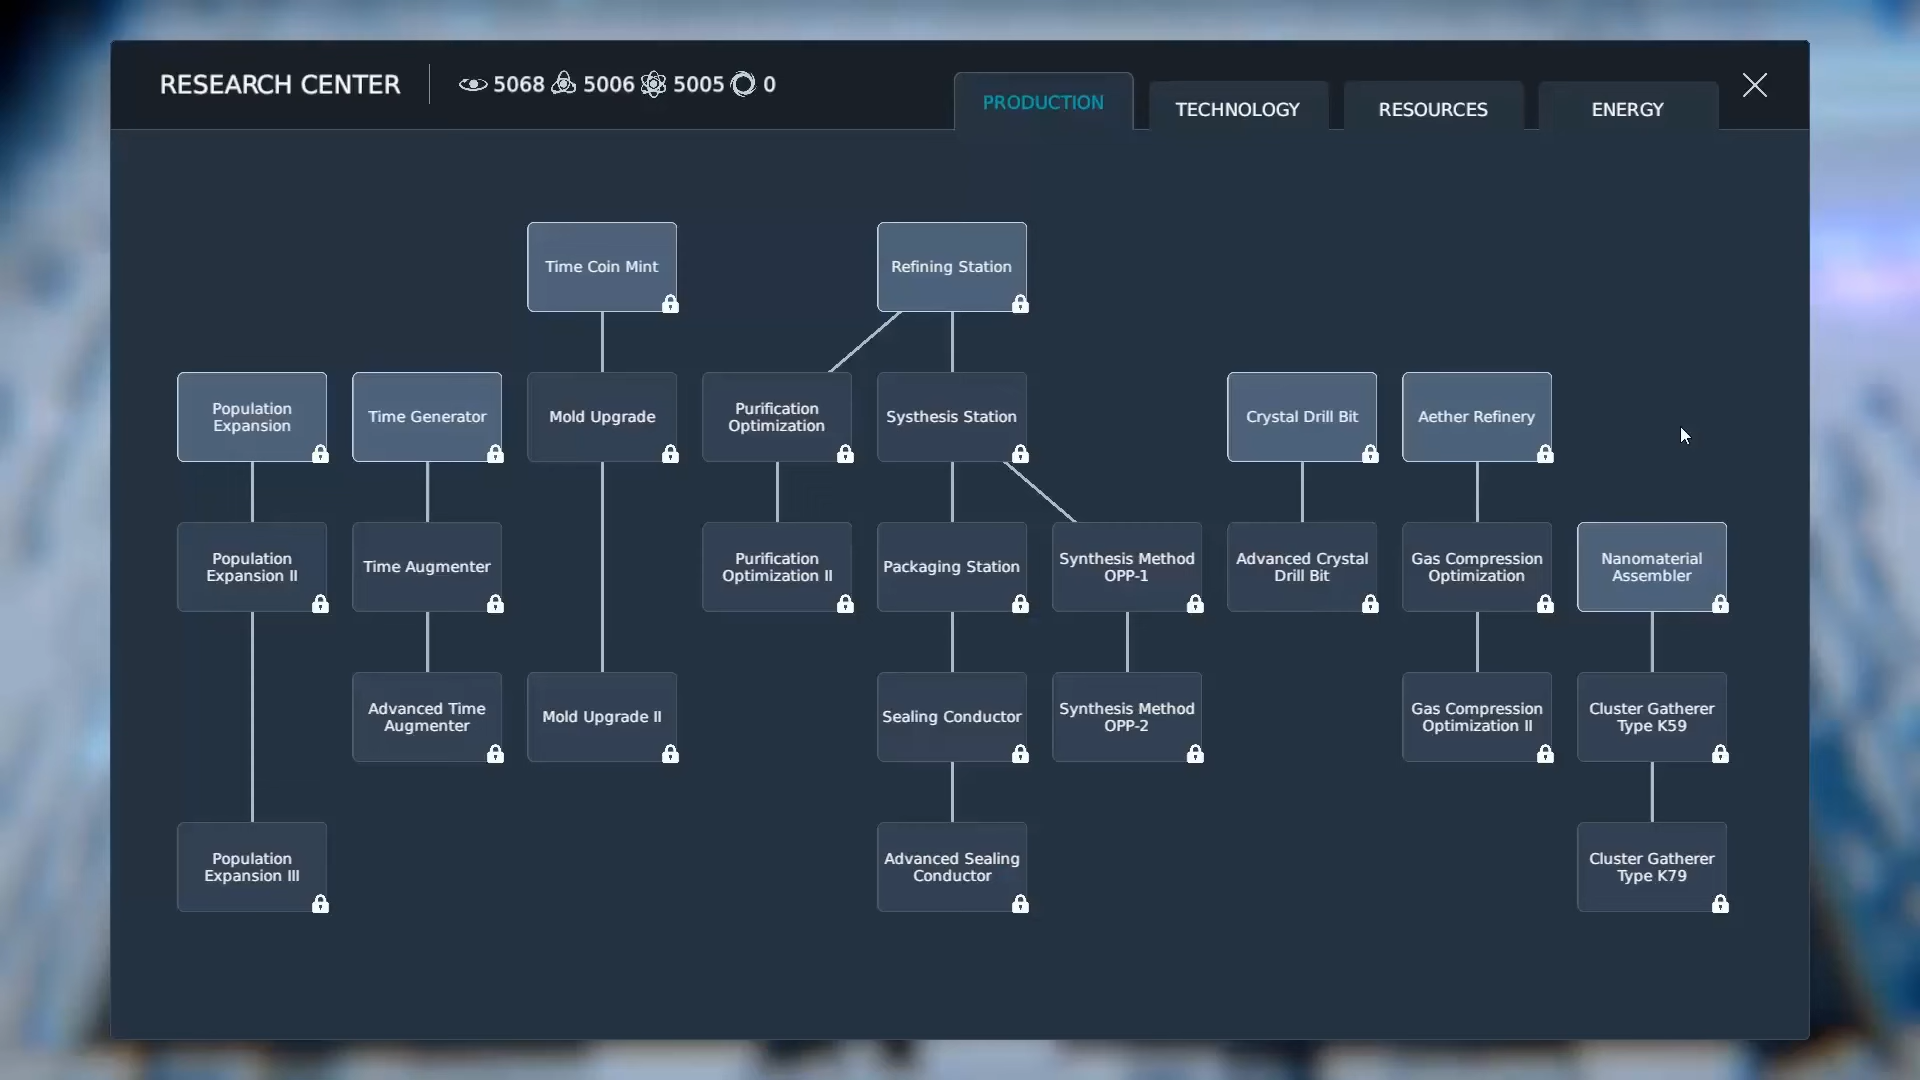 RESEARCH CENTER
5068 5006 5005 0
PRODUCTION
TECHNOLOGY
RESOURCES
ENERGY
Time Coin Mint
Refining Station
Population
Expansion
Time Generator
Mold Upgrade
Purification
Optimization
Systhesis Station
Crystal Drill Bit
Aether Refinery
Population
Expansion II
Time Augmenter
Purification
Optimization II
Packaging Station
Synthesis Method
OPP-1
Advanced Crystal
Drill Bit
Gas Compression
Optimization
Nanomaterial
Assembler
Advanced Time
Augmenter
Mold Upgrade II
Sealing Conductor
Synthesis Method
OPP-2
Gas Compression
Optimization II
Cluster Gatherer
Type K59
Population
Expansion III
Advanced Sealing
Conductor
Cluster Gatherer
Type K79